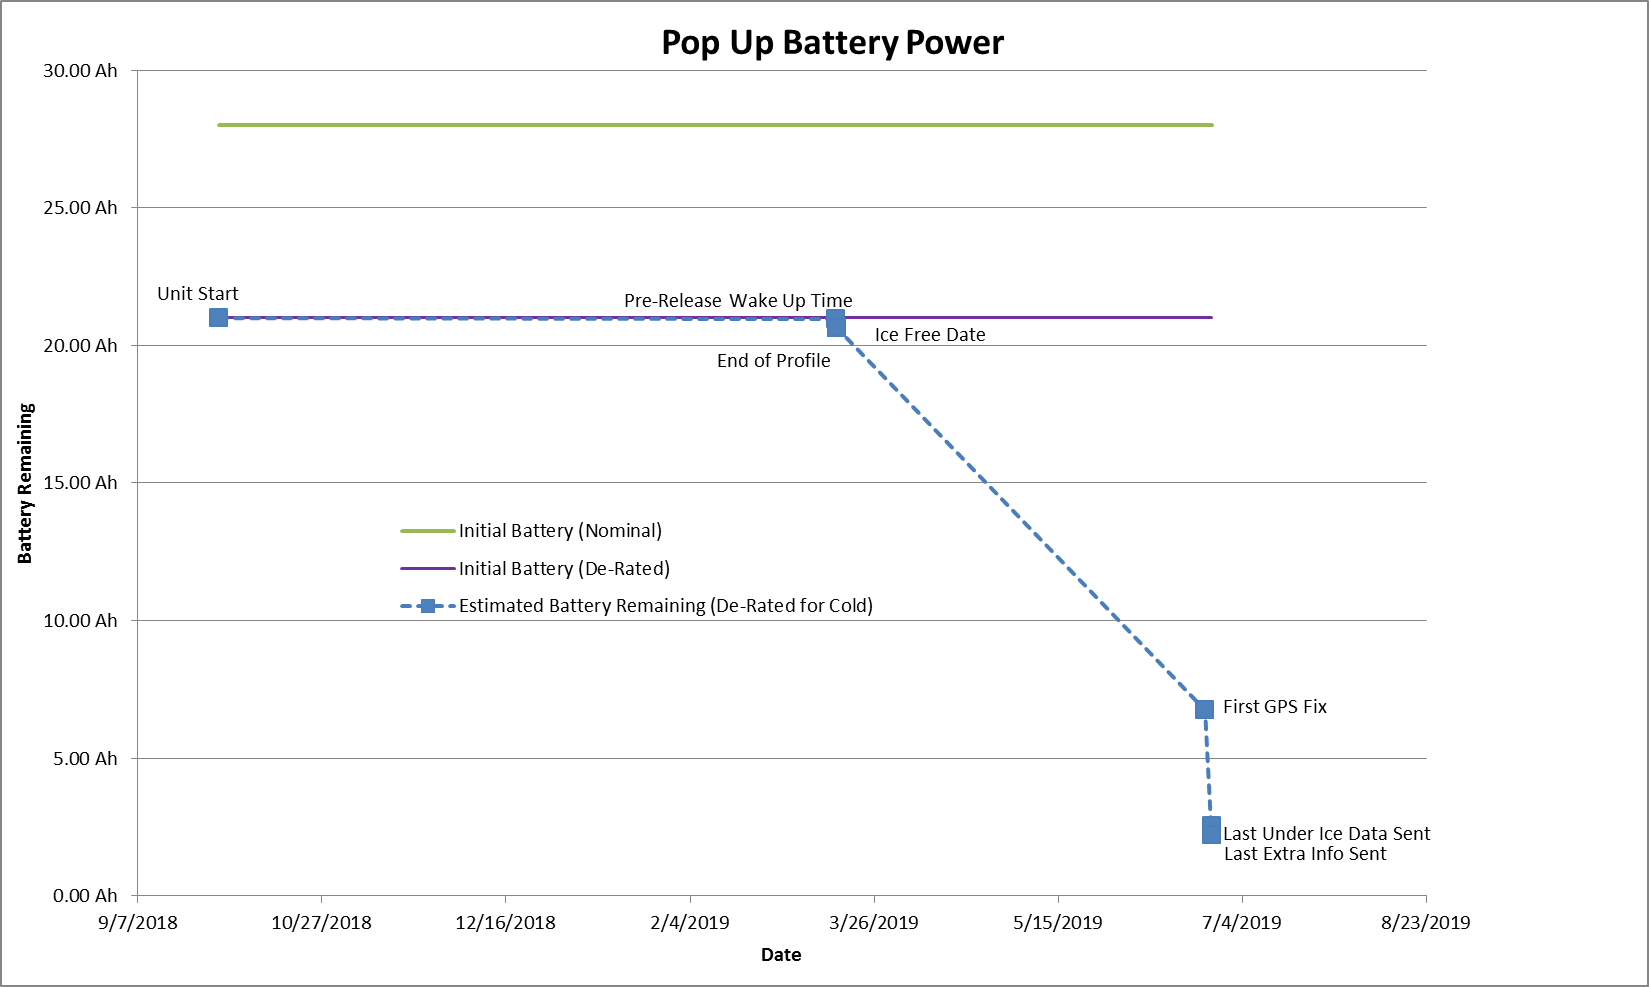 Pop Up Battery Power
30.00 Ah
25.00 Ah
20.00 Ah
15.00 Ah
10.00 Ah
5.00 Ah
0.00 Ah
Battery Remaining
Unit Start
Pre-Release Wake Up Time
Ice Free Date
End of Profile
Initial Battery (Nominal)
Initial Battery (De-Rated)
Estimated Battery Remaining (De-Rated for Cold)
First GPS Fix
Last Under Ice Data Sent
Last Extra Info Sent
9/7/2018
10/27/2018
12/16/2018
2/4/2019
3/26/2019
5/15/2019
7/4/2019
8/23/2019
Date